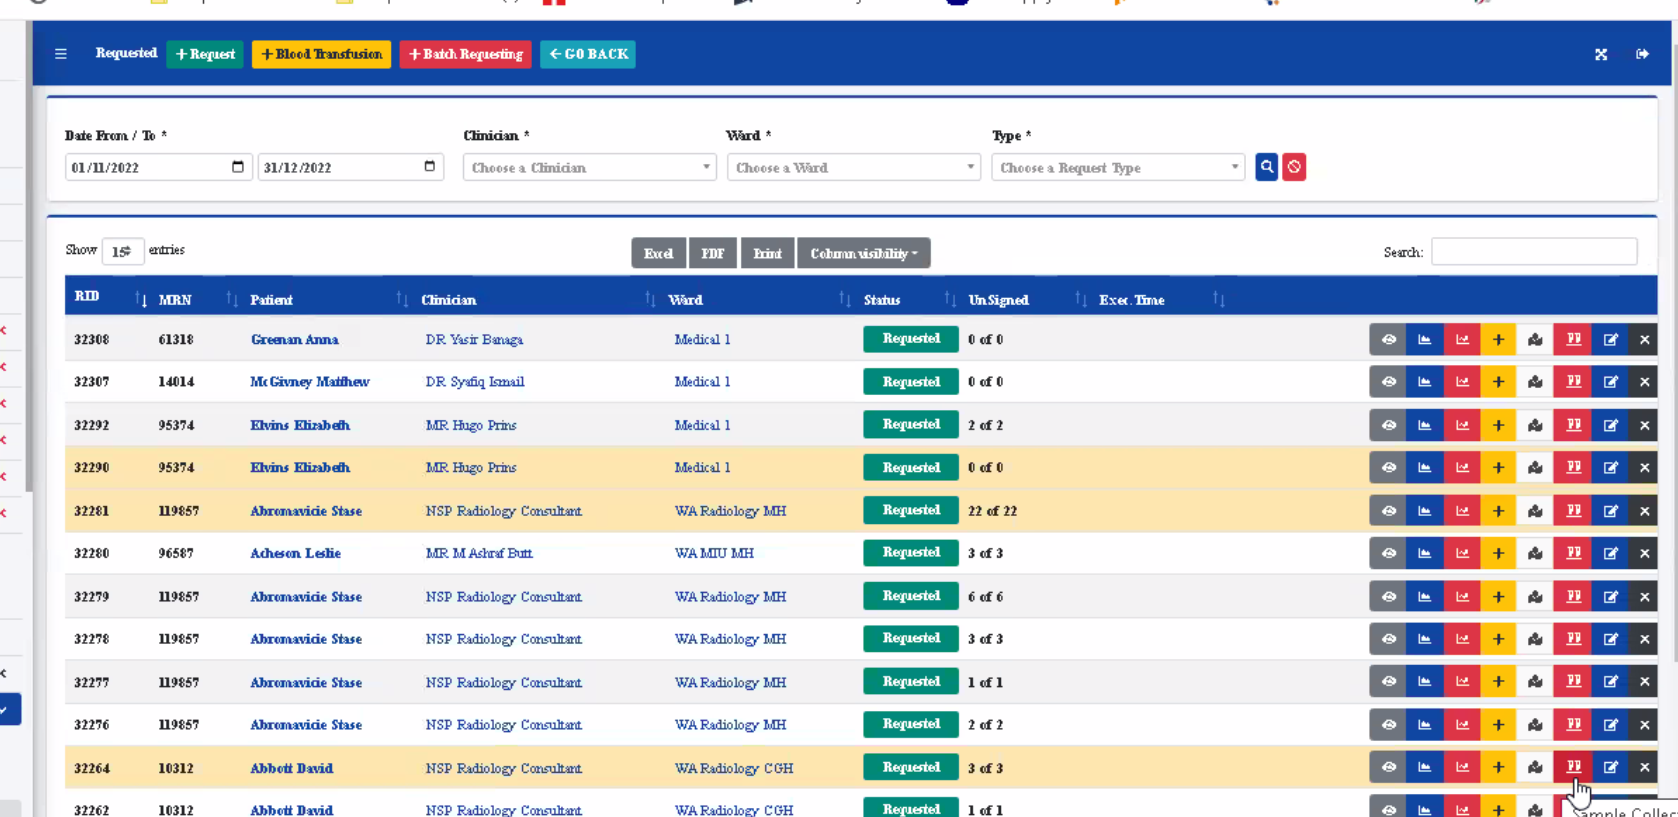 Requested + Request + Blood Transfusion + Batch Requesting ← GO BACK
Date From / To * Clinician * Ward * Type *
01/11/2022 31/12/2022 Choose a Clinician Choose a Ward Choose a Request Type
Show 15 entries Excel PDF Print Column visibility Search:
RID MRN Patient Clinician Ward Status UnSigned Exec. Time
32308 61318 Greenan Anna DR Yasir Banaga Medical 1 Requested 0 of 0
32307 14014 McGivney Matthew DR Syafiq Ismail Medical 1 Requested 0 of 0
32292 95374 Elvins Elizabeth MR Hugo Prins Medical 1 Requested 2 of 2
32290 95374 Elvins Elizabeth MR Hugo Prins Medical 1 Requested 0 of 0
32281 119857 Abromavicie Stase NSP Radiology Consultant WA Radiology MH Requested 22 of 22
32280 96587 Acheson Leslie MR M Ashraf Butt WA MIU MH Requested 3 of 3
32279 119857 Abromavicie Stase NSP Radiology Consultant WA Radiology MH Requested 6 of 6
32278 119857 Abromavicie Stase NSP Radiology Consultant WA Radiology MH Requested 3 of 3
32277 119857 Abromavicie Stase NSP Radiology Consultant WA Radiology MH Requested 1 of 1
32276 119857 Abromavicie Stase NSP Radiology Consultant WA Radiology MH Requested 2 of 2
32264 10312 Abbott David NSP Radiology Consultant WA Radiology CGH Requested 3 of 3
32262 10312 Abbott David NSP Radiology Consultant WA Radiology CGH Requested 1 of 1
Sample Collec